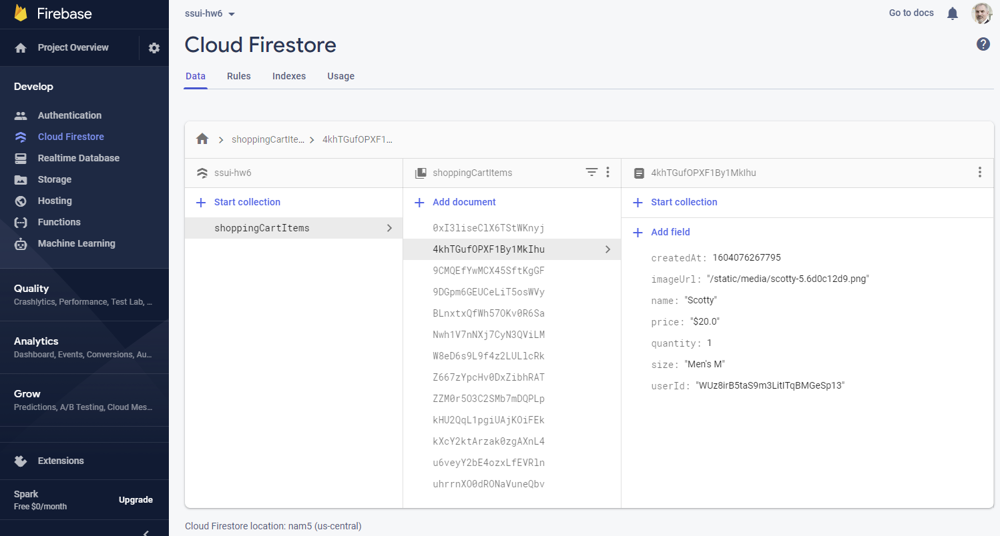 Firebase
Project Overview
Develop
Authentication
Cloud Firestore
Realtime Database
Storage
Hosting
Functions
Machine Learning
Quality
Crashlytics, Performance, Test Lab, ...
Analytics
Dashboard, Events, Conversions, Au...
Grow
Predictions, A/B Testing, Cloud Mes...
Extensions
Spark
Free $0/month
Upgrade
ssui-hw6
Go to docs
Cloud Firestore
Data Rules Indexes Usage
shoppingCartIte... 4khTGufOPXF1...
ssui-hw6
Start collection
shoppingCartItems
shoppingCartItems
Add document
0xI3liseClX6TStWKnyj
4khTGufOPXF1By1MkIhu
9CMQEfYwMCX45SftKgGF
9DGpm6GEUCeLiT5osWVy
BLnxtxQfWh57OKv0R6Sa
Nwh1V7nNXj7CyN3QViLM
W8eD6s9L9f4z2LULlcRk
Z667zYpcHv0DxZibhRAT
ZZM0r5O3C2SMb7mDQPLp
kHU2QqL1pgiUAjKOiFEk
kXcY2ktArzak0zgAXnL4
u6veyY2bE4ozxLfEVRln
uhrrnXO0dRONaVuneQbv
4khTGufOPXF1By1MkIhu
Start collection
Add field
createdAt: 1604076267795
imageUrl: "/static/media/scotty-5.6d0c12d9.png"
name: "Scotty"
price: "$20.0"
quantity: 1
size: "Men's M"
userId: "WUz8irB5taS9m3LitITqBMGeSp13"
Cloud Firestore location: nam5 (us-central)